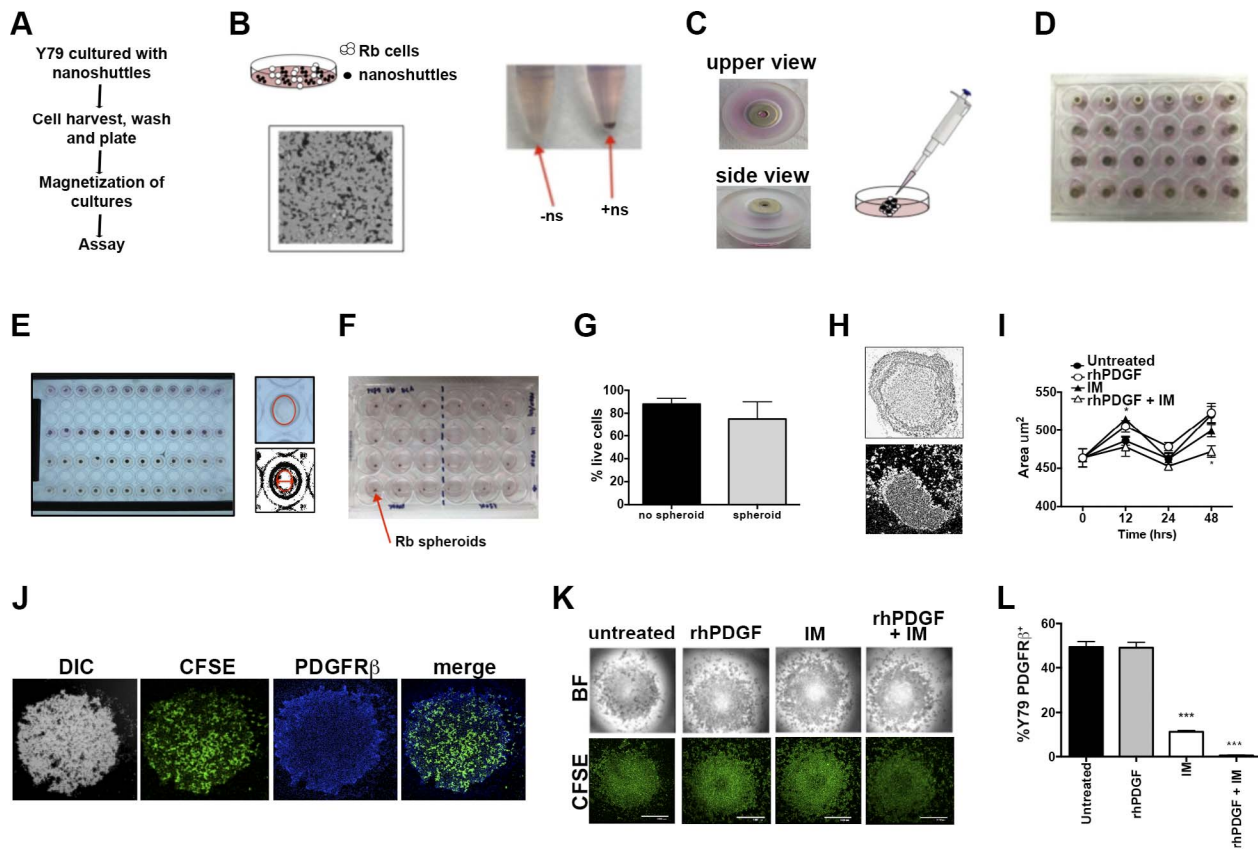 A
Y79 cultured with
nanoshuttles
Cell harvest, wash
and plate
Magnetization of
cultures
Assay
B
Rb cells
nanoshuttles
-ns
+ns
C
upper view
side view
D
E
F
Rb spheroids
G
% live cells
100
80
60
40
20
0
no spheroid
spheroid
H
I
Untreated
rhPDGF
IM
rhPDGF + IM
Area um²
550
500
450
400
*
*
0
12
24
48
Time (hrs)
J
DIC
CFSE
PDGFRβ
merge
K
untreated
rhPDGF
IM
rhPDGF
+ IM
BF
CFSE
L
%Y79 PDGFRβ⁺
60
40
20
0
***
***
Untreated
rhPDGF
IM
rhPDGF + IM